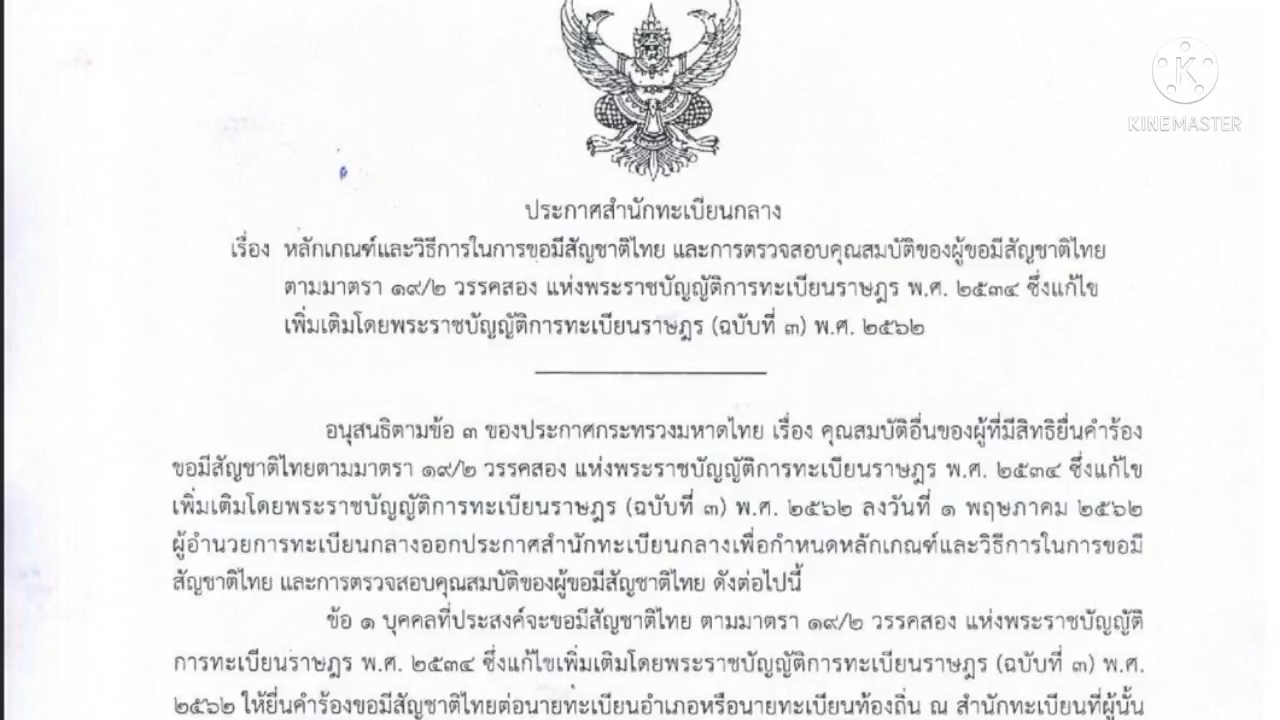 KINEMASTER
ประกาศสำนักทะเบียนกลาง
เรื่อง หลักเกณฑ์และวิธีการในการขอมีสัญชาติไทย และการตรวจสอบคุณสมบัติของผู้ขอมีสัญชาติไทย
ตามมาตรา ๑๙/๒ วรรคสอง แห่งพระราชบัญญัติการทะเบียนราษฎร พ.ศ. ๒๕๓๔ ซึ่งแก้ไข
เพิ่มเติมโดยพระราชบัญญัติการทะเบียนราษฎร (ฉบับที่ ๓) พ.ศ. ๒๕๖๒
อนุสนธิตามข้อ ๓ ของประกาศกระทรวงมหาดไทย เรื่อง คุณสมบัติอื่นของผู้ที่มีสิทธิยื่นคำร้อง
ขอมีสัญชาติไทยตามมาตรา ๑๙/๒ วรรคสอง แห่งพระราชบัญญัติการทะเบียนราษฎร พ.ศ. ๒๕๓๔ ซึ่งแก้ไข
เพิ่มเติมโดยพระราชบัญญัติการทะเบียนราษฎร (ฉบับที่ ๓) พ.ศ. ๒๕๖๒ ลงวันที่ ๑ พฤษภาคม ๒๕๖๒
ผู้อำนวยการทะเบียนกลางออกประกาศสำนักทะเบียนกลางเพื่อกำหนดหลักเกณฑ์และวิธีการในการขอมี
สัญชาติไทย และการตรวจสอบคุณสมบัติของผู้ขอมีสัญชาติไทย ดังต่อไปนี้
ข้อ ๑ บุคคลที่ประสงค์จะขอมีสัญชาติไทย ตามมาตรา ๑๙/๒ วรรคสอง แห่งพระราชบัญญัติ
การทะเบียนราษฎร พ.ศ. ๒๕๓๔ ซึ่งแก้ไขเพิ่มเติมโดยพระราชบัญญัติการทะเบียนราษฎร (ฉบับที่ ๓) พ.ศ.
๒๕๖๒ ให้ยื่นคำร้องขอมีสัญชาติไทยต่อนายทะเบียนอำเภอหรือนายทะเบียนท้องถิ่น ณ สำนักทะเบียนที่ผู้นั้น